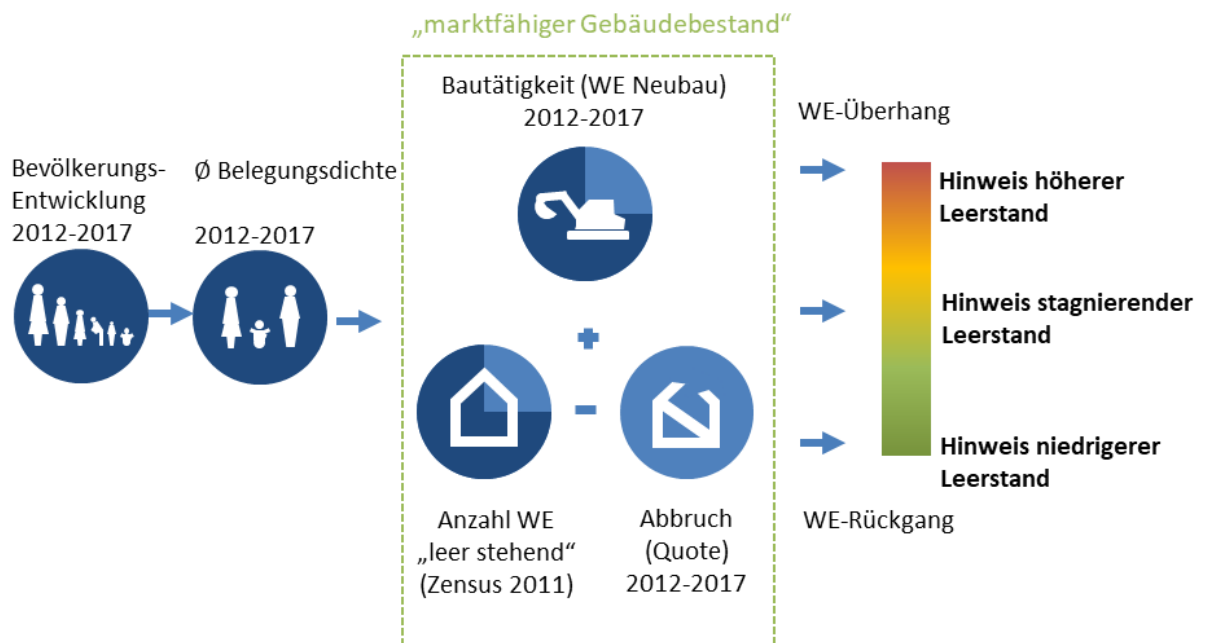 „marktfähiger Gebäudebestand“
Bevölkerungs-
Entwicklung
2012-2017
Ø Belegungsdichte
2012-2017
Bautätigkeit (WE Neubau)
2012-2017
+
-
Anzahl WE
„leer stehend“
(Zensus 2011)
Abbruch
(Quote)
2012-2017
WE-Überhang
Hinweis höherer
Leerstand
Hinweis stagnierender
Leerstand
Hinweis niedrigerer
Leerstand
WE-Rückgang